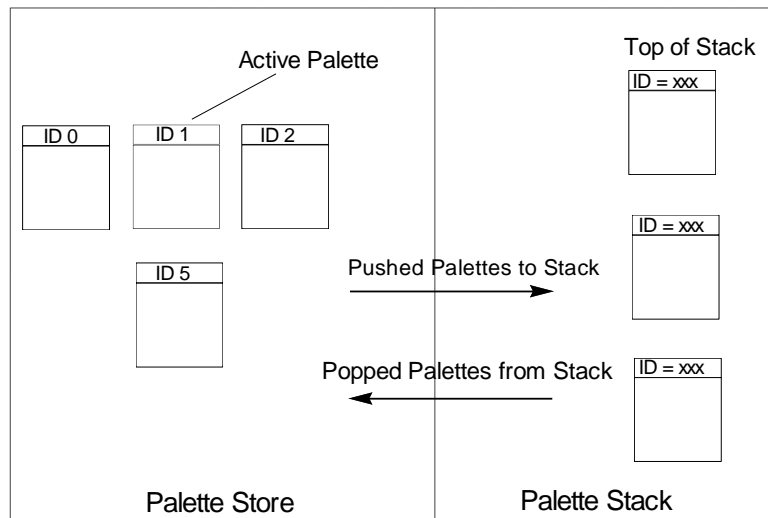 Active Palette
Top of Stack
ID = xxx
ID 0
ID 1
ID 2
ID = xxx
Pushed Palettes to Stack
ID 5
ID = xxx
Popped Palettes from Stack
Palette Store
Palette Stack